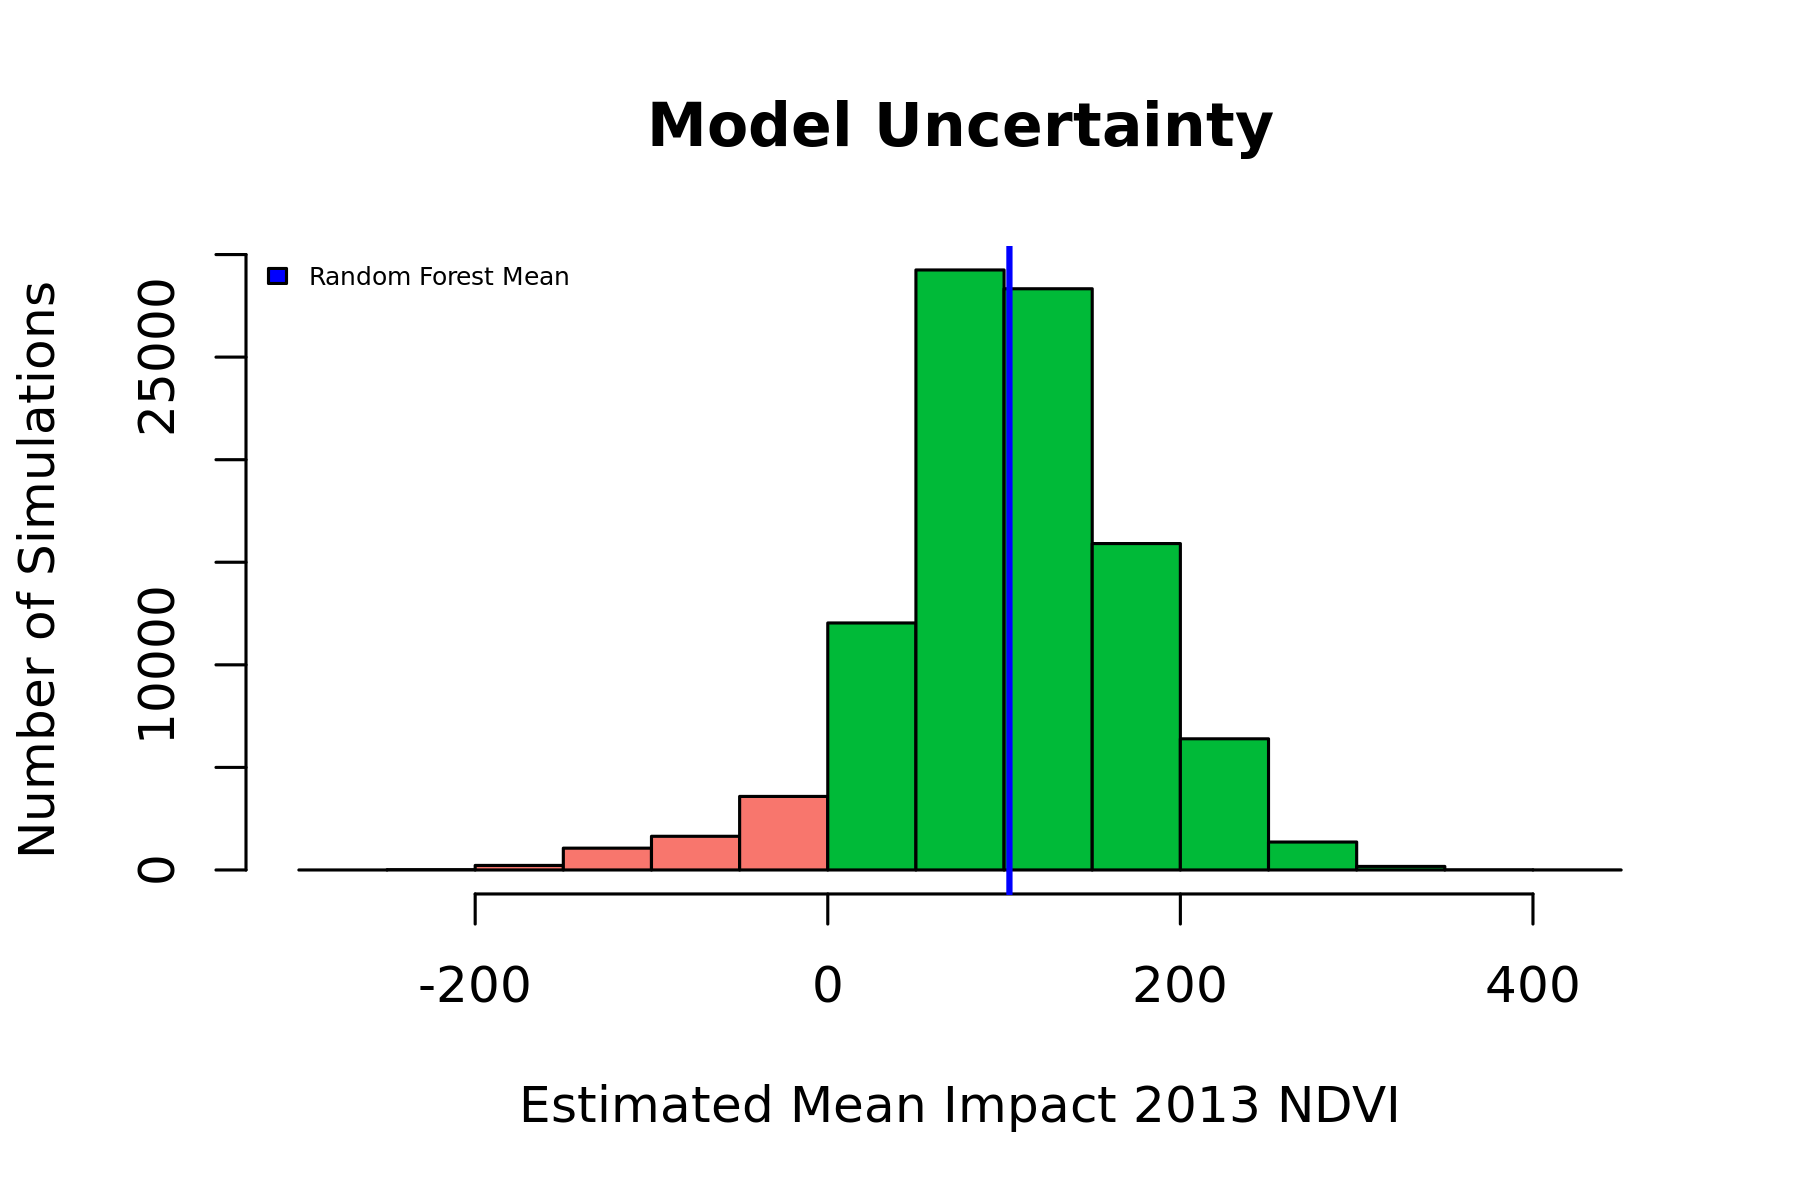 Model Uncertainty
Random Forest Mean
Number of Simulations
25000
10000
0
-200 0 200 400
Estimated Mean Impact 2013 NDVI